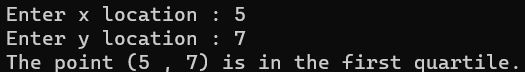 Enter x location : 5
Enter y location : 7
The point (5 , 7) is in the first quartile.